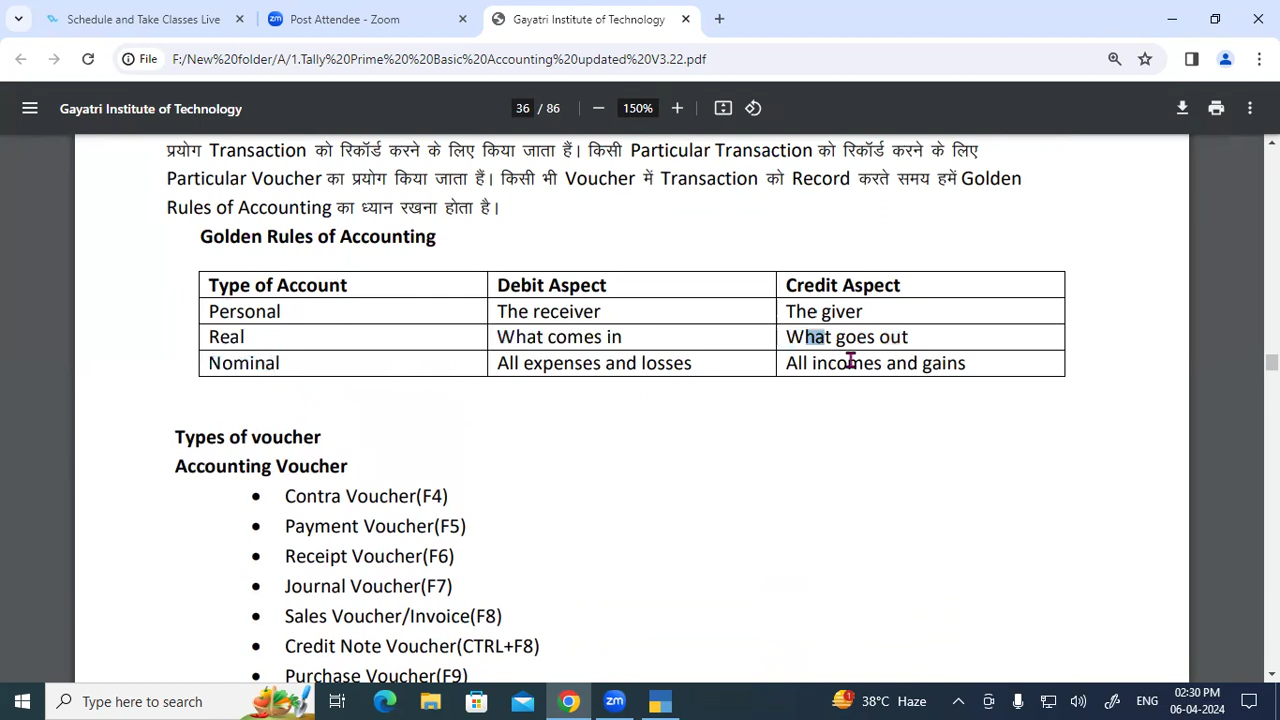 Schedule and Take Classes Live
Post Attendee - Zoom
Gayatri Institute of Technology
File
F:/New%20folder/A/1.Tally%20Prime%20%20Basic%20Accounting%20updated%20V3.22.pdf
Gayatri Institute of Technology
36 / 86
150%
प्रयोग Transaction को रिकॉर्ड करने के लिए किया जाता हैं। किसी Particular Transaction को रिकॉर्ड करने के लिए
Particular Voucher का प्रयोग किया जाता हैं। किसी भी Voucher में Transaction को Record करते समय हमें Golden
Rules of Accounting का ध्यान रखना होता है।
Golden Rules of Accounting
Type of Account Debit Aspect Credit Aspect
Personal The receiver The giver
Real What comes in What goes out
Nominal All expenses and losses All incomes and gains
Types of voucher
Accounting Voucher
• Contra Voucher(F4)
• Payment Voucher(F5)
• Receipt Voucher(F6)
• Journal Voucher(F7)
• Sales Voucher/Invoice(F8)
• Credit Note Voucher(CTRL+F8)
• Purchase Voucher(F9)
Type here to search
zm
1
38°C Haze
ENG
02:30 PM
06-04-2024